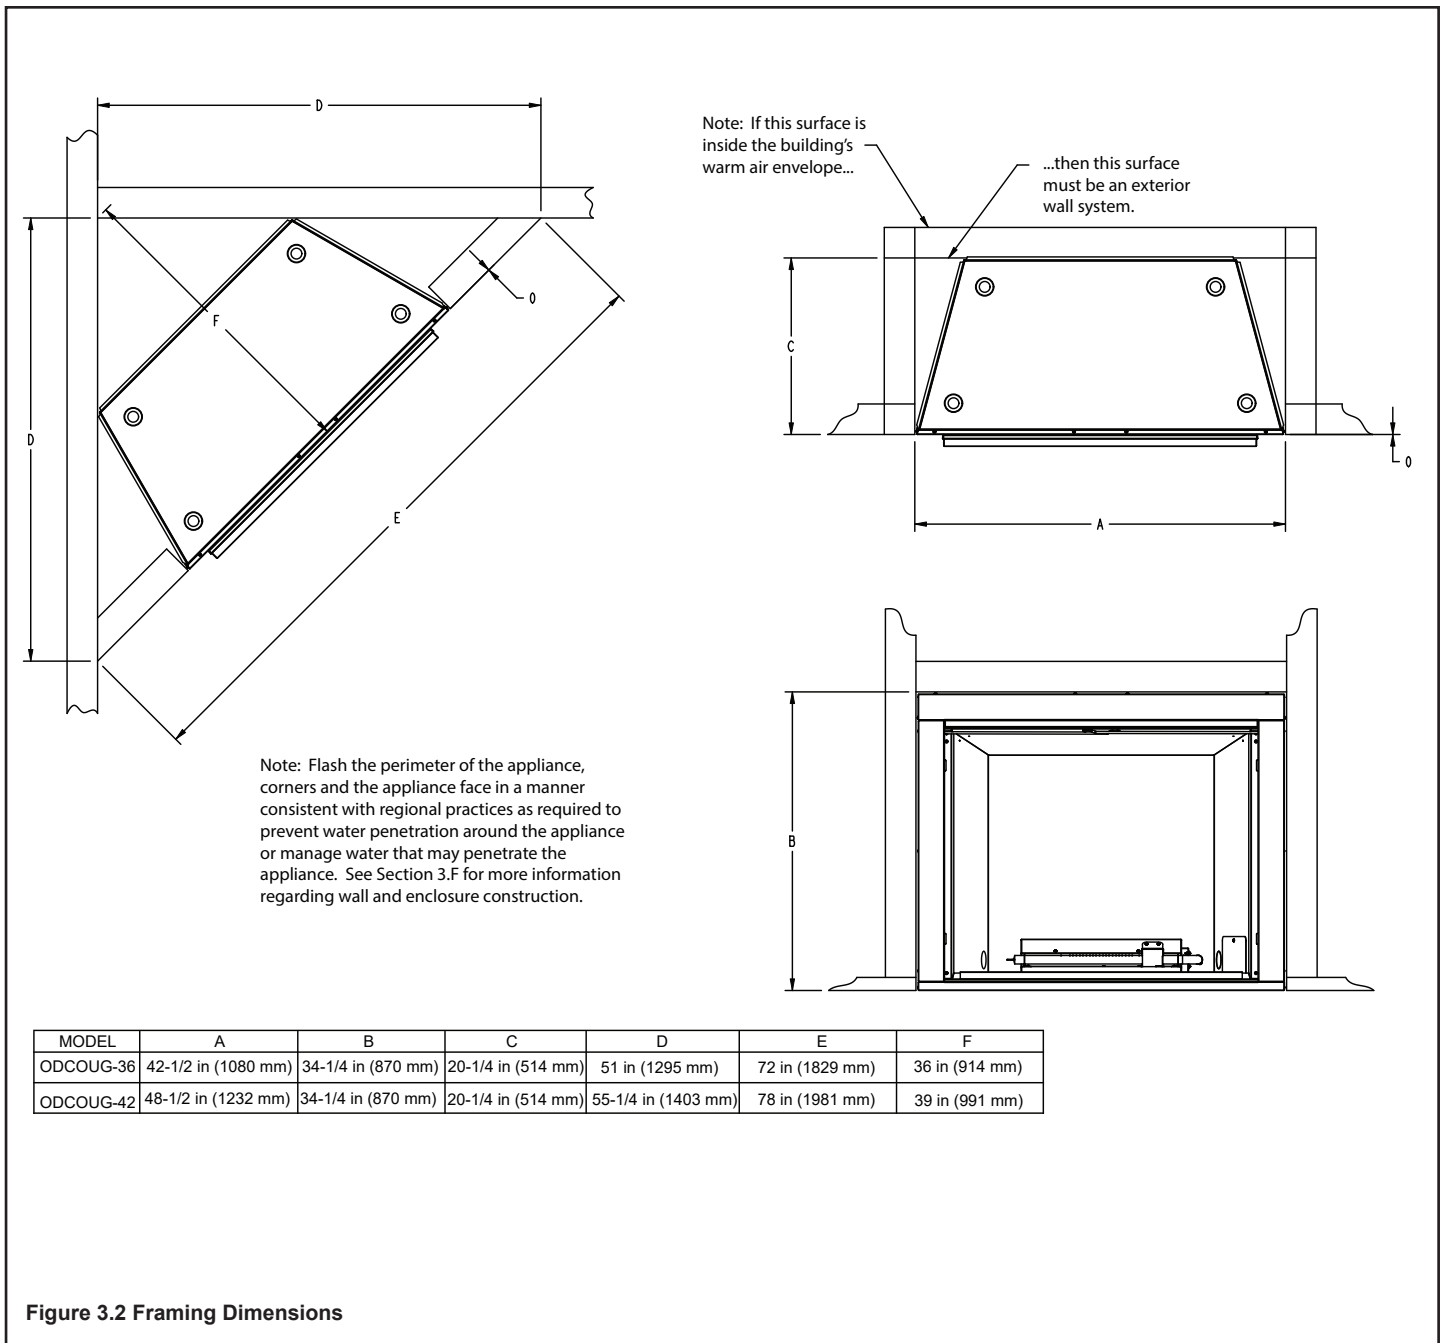 D
Note: If this surface is
inside the building's
warm air envelope...
...then this surface
must be an exterior
wall system.
O
F
C
D
E
O
A
Note: Flash the perimeter of the appliance,
corners and the appliance face in a manner
consistent with regional practices as required to
prevent water penetration around the appliance
or manage water that may penetrate the
appliance. See Section 3.F for more information
regarding wall and enclosure construction.
B
MODEL A B C D E F
ODCOUG-36 42-1/2 in (1080 mm) 34-1/4 in (870 mm) 20-1/4 in (514 mm) 51 in (1295 mm) 72 in (1829 mm) 36 in (914 mm)
ODCOUG-42 48-1/2 in (1232 mm) 34-1/4 in (870 mm) 20-1/4 in (514 mm) 55-1/4 in (1403 mm) 78 in (1981 mm) 39 in (991 mm)
Figure 3.2 Framing Dimensions